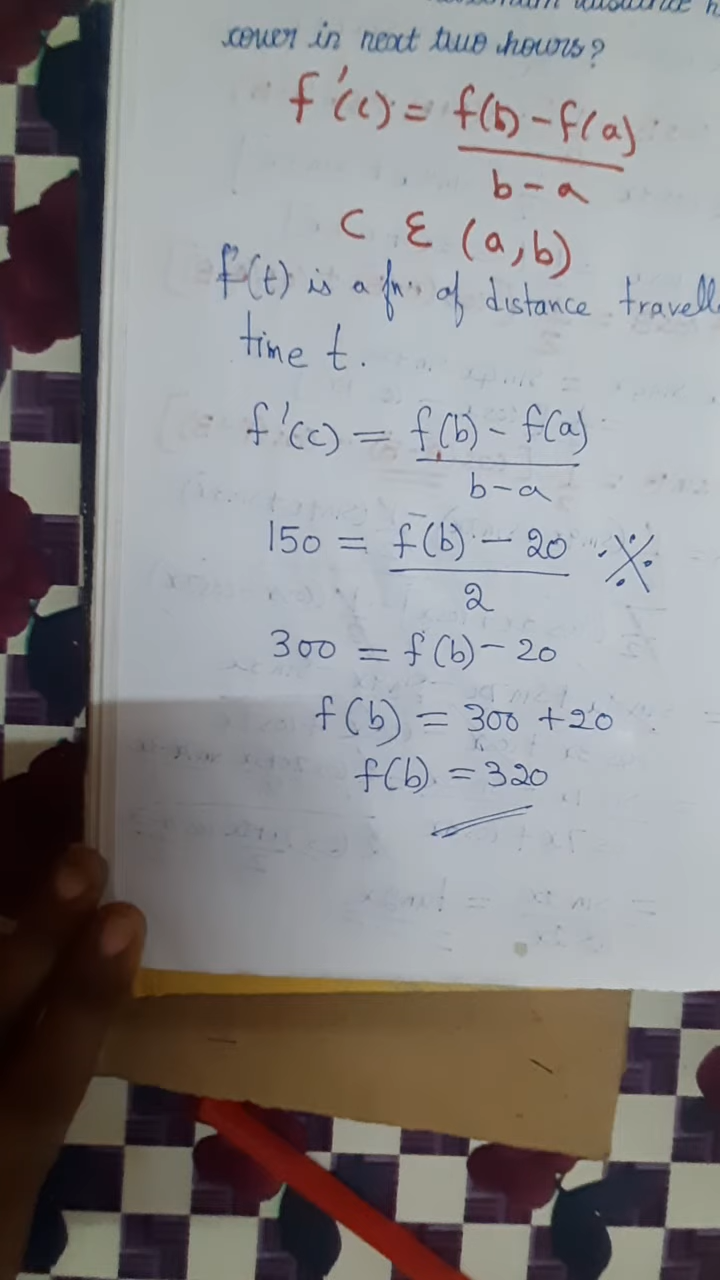 cover in next two hours?
f'(c) = f(b) - f(a) / b - a
c ε (a,b)
f(t) is a fn. of distance travell
time t.
f'(c) = f(b) - f(a) / b - a
150 = f(b) - 20 / 2 ※
300 = f(b) - 20
f(b) = 300 + 20
f(b) = 320